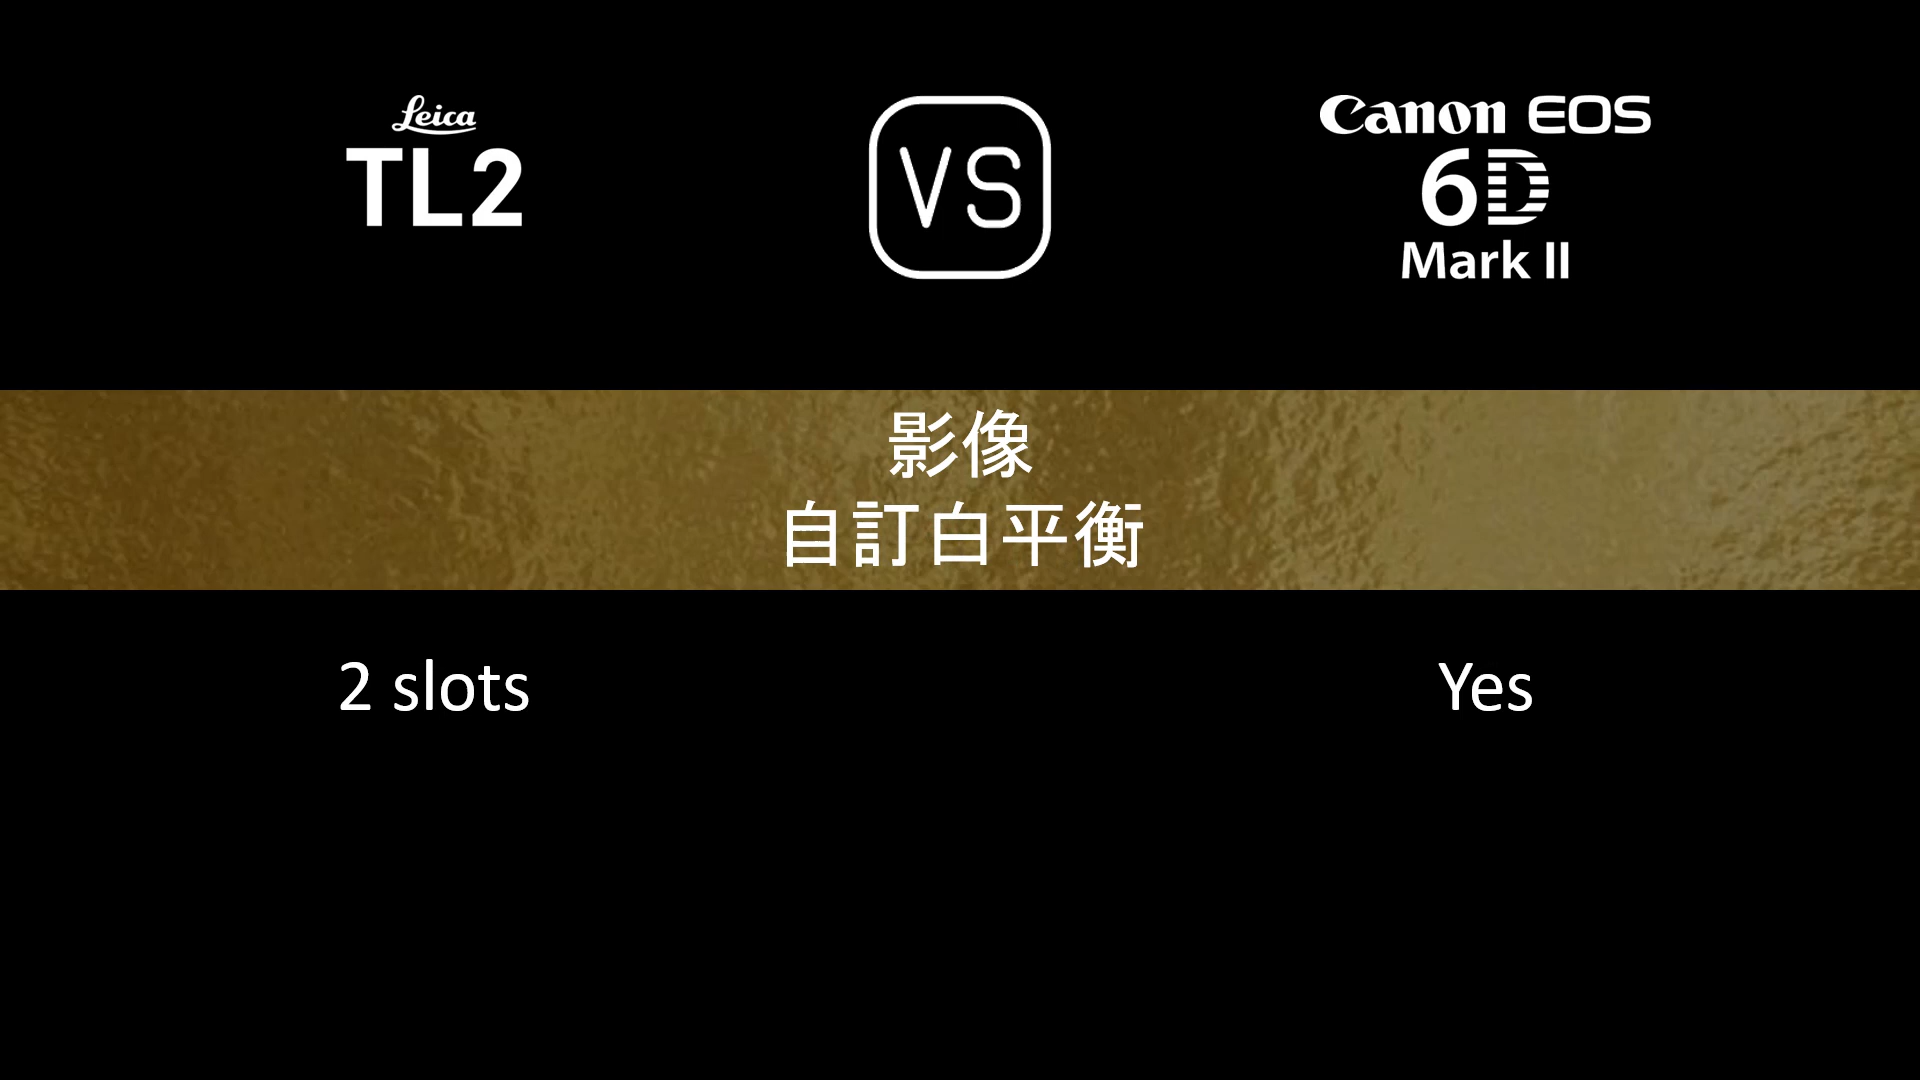 Leica
TL2
VS
Canon EOS
6D
Mark II
影像
自訂白平衡
2 slots
Yes